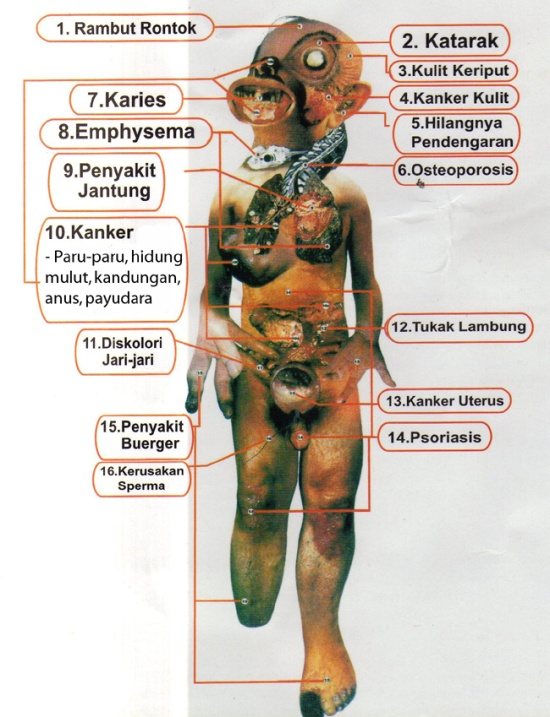 1. Rambut Rontok
2. Katarak
3.Kulit Keriput
7.Karies
4.Kanker Kulit
8.Emphysema
5.Hilangnya
Pendengaran
9.Penyakit
Jantung
6.Osteoporosis
10.Kanker
- Paru-paru, hidung
mulut, kandungan,
anus, payudara
11.Diskolori
Jari-jari
12.Tukak Lambung
13.Kanker Uterus
15.Penyakit
Buerger
14.Psoriasis
16.Kerusakan
Sperma